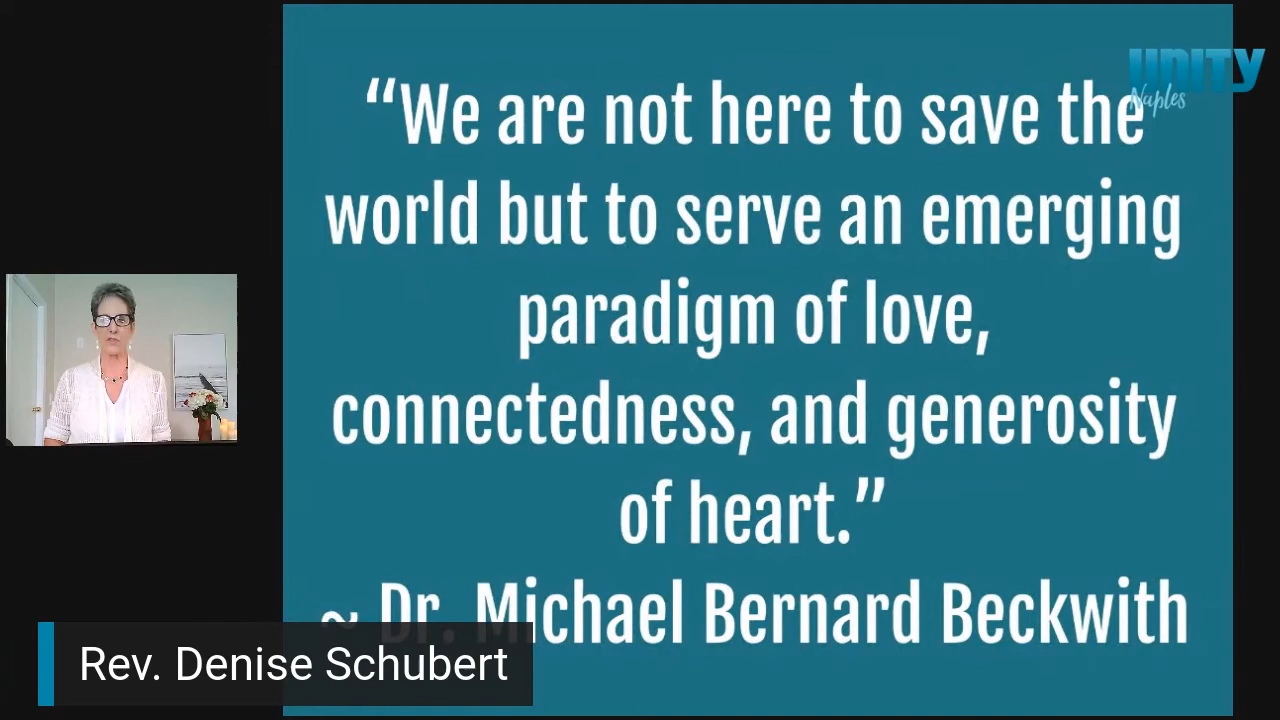 “We are not here to save the
world but to serve an emerging
paradigm of love,
connectedness, and generosity
of heart.”
~ Dr. Michael Bernard Beckwith
UNITY
Naples
Rev. Denise Schubert